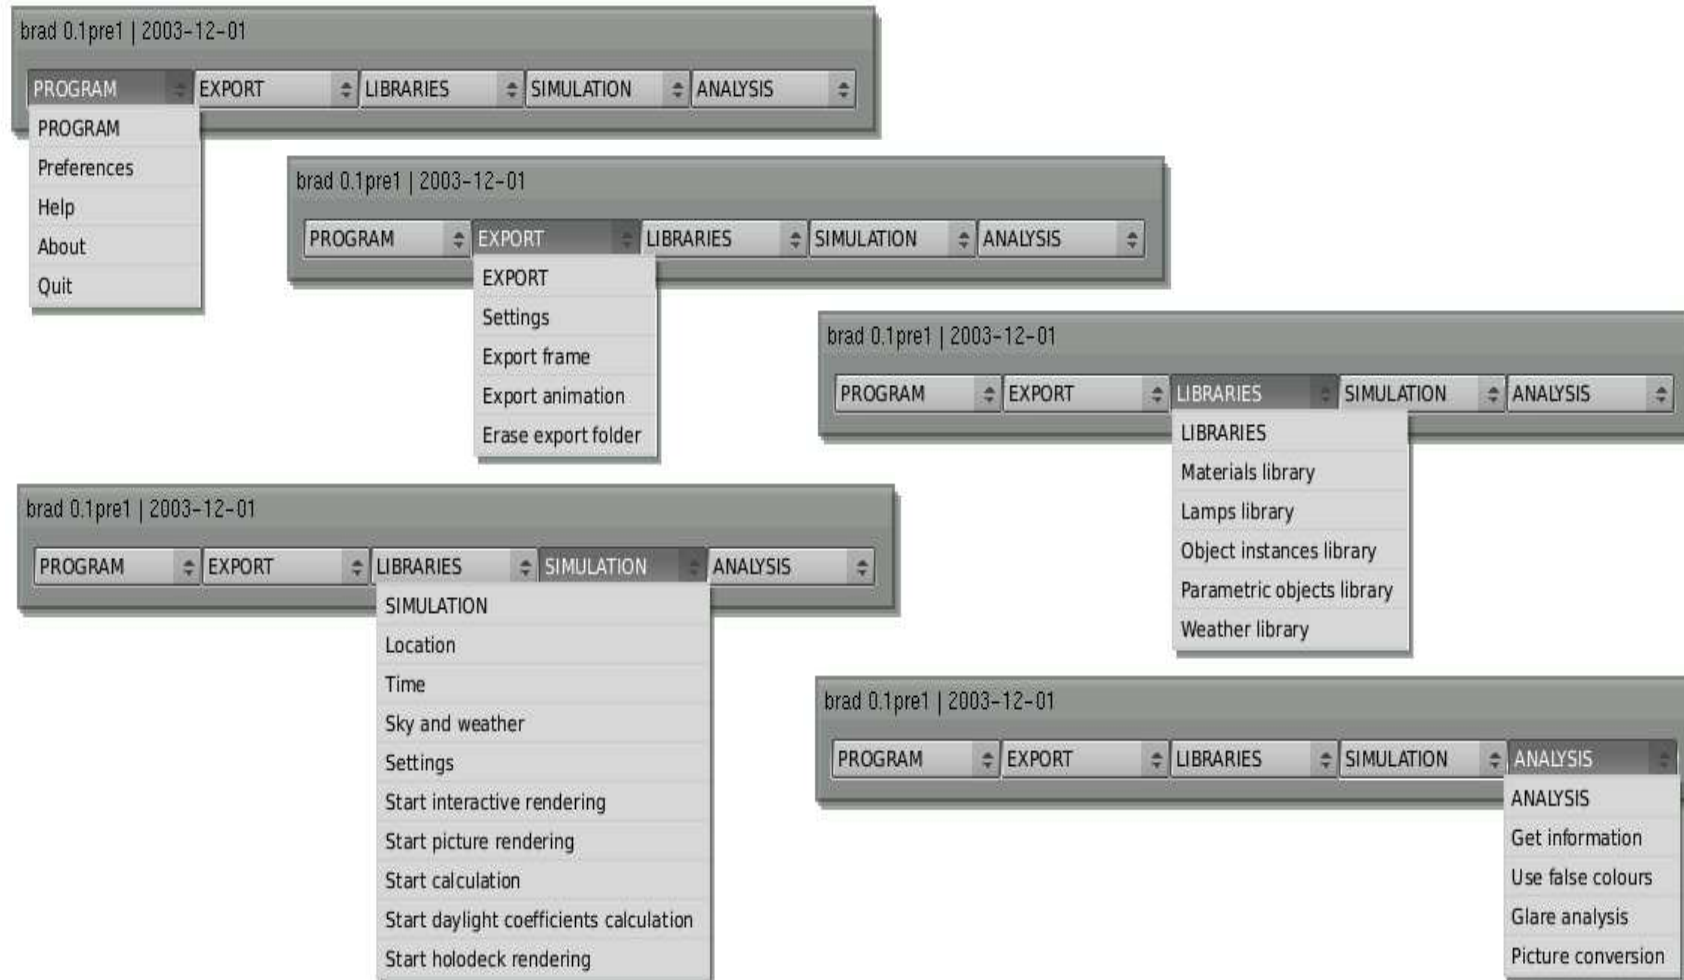 brad 0.1pre1 | 2003-12-01
PROGRAM EXPORT LIBRARIES SIMULATION ANALYSIS
PROGRAM
Preferences
Help
About
Quit
brad 0.1pre1 | 2003-12-01
PROGRAM EXPORT LIBRARIES SIMULATION ANALYSIS
EXPORT
Settings
Export frame
Export animation
Erase export folder
brad 0.1pre1 | 2003-12-01
PROGRAM EXPORT LIBRARIES SIMULATION ANALYSIS
LIBRARIES
Materials library
Lamps library
Object instances library
Parametric objects library
Weather library
brad 0.1pre1 | 2003-12-01
PROGRAM EXPORT LIBRARIES SIMULATION ANALYSIS
SIMULATION
Location
Time
Sky and weather
Settings
Start interactive rendering
Start picture rendering
Start calculation
Start daylight coefficients calculation
Start holodeck rendering
brad 0.1pre1 | 2003-12-01
PROGRAM EXPORT LIBRARIES SIMULATION ANALYSIS
ANALYSIS
Get information
Use false colours
Glare analysis
Picture conversion